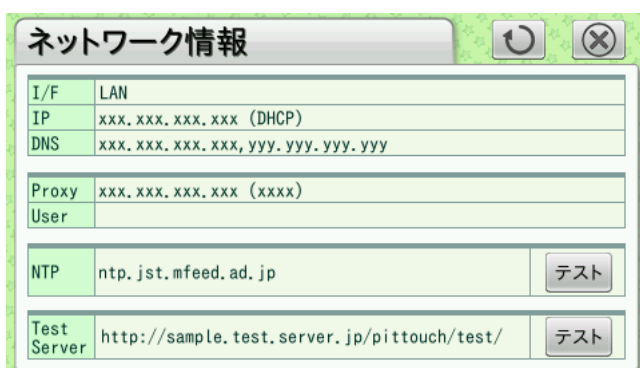 ネットワーク情報
I/F LAN
IP xxx.xxx.xxx.xxx (DHCP)
DNS xxx.xxx.xxx.xxx,yyy.yyy.yyy.yyy
Proxy xxx.xxx.xxx.xxx (xxxx)
User
NTP ntp.jst.mfeed.ad.jp テスト
Test
Server http://sample.test.server.jp/pittouch/test/ テスト